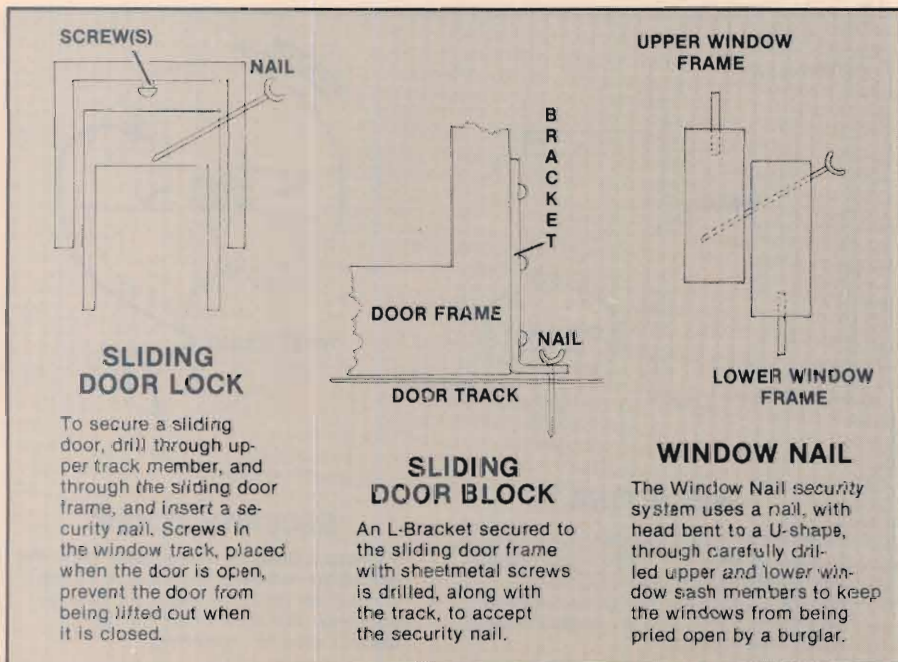 SCREW(S)
NAIL
SLIDING
DOOR LOCK
To secure a sliding
door, drill through up-
per track member, and
through the sliding door
frame, and insert a se-
curity nail. Screws in
the window track, placed
when the door is open,
prevent the door from
being lifted out when
it is closed.
BRACKET
DOOR FRAME
NAIL
DOOR TRACK
SLIDING
DOOR BLOCK
An L-Bracket secured to
the sliding door frame
with sheetmetal screws
is drilled, along with
the track, to accept
the security nail.
UPPER WINDOW
FRAME
LOWER WINDOW
FRAME
WINDOW NAIL
The Window Nail security
system uses a nail, with
head bent to a U-shape,
through carefully dril-
led upper and lower win-
dow sash members to keep
the windows from being
pried open by a burglar.